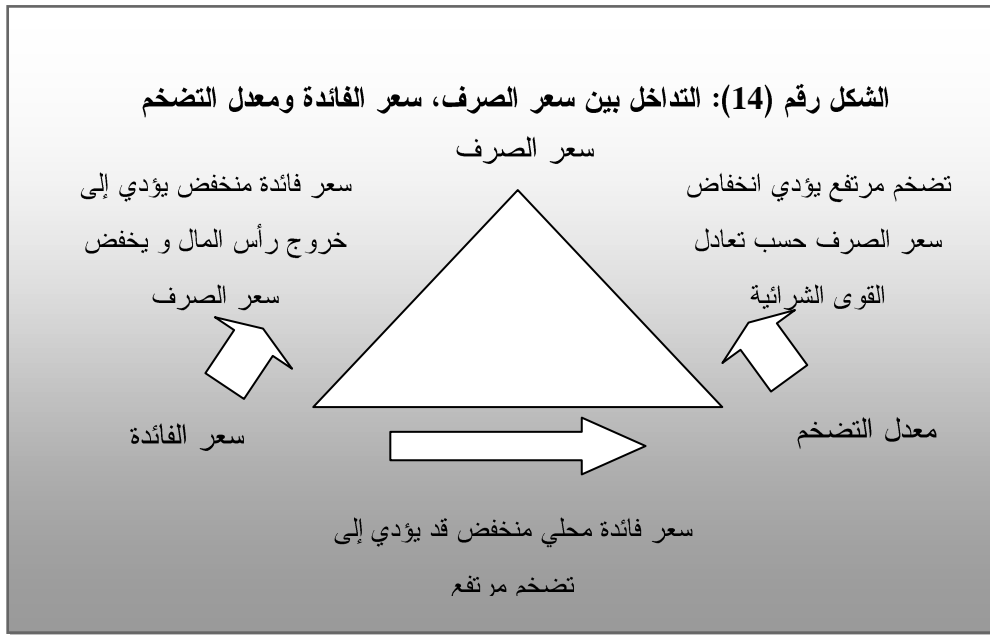 الشكل رقم (14): التداخل بين سعر الصرف، سعر الفائدة ومعدل التضخم
سعر الصرف
تضخم مرتفع يؤدي انخفاض
سعر الصرف حسب تعادل
القوى الشرائية
سعر فائدة منخفض يؤدي إلى
خروج رأس المال و يخفض
سعر الصرف
معدل التضخم
سعر الفائدة
سعر فائدة محلي منخفض قد يؤدي إلى
تضخم مرتفع